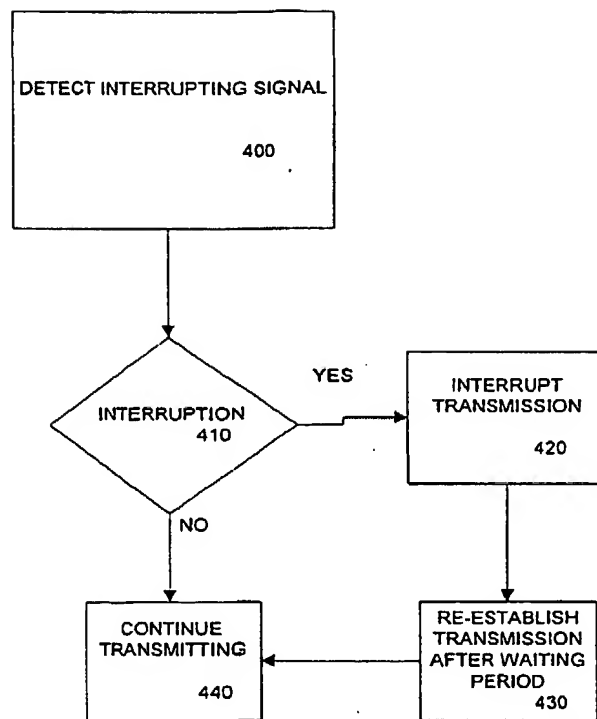 DETECT INTERRUPTING SIGNAL
400
INTERRUPTION
410
YES
INTERRUPT
TRANSMISSION
420
NO
CONTINUE
TRANSMITTING
440
RE-ESTABLISH
TRANSMISSION
AFTER WAITING
PERIOD
430